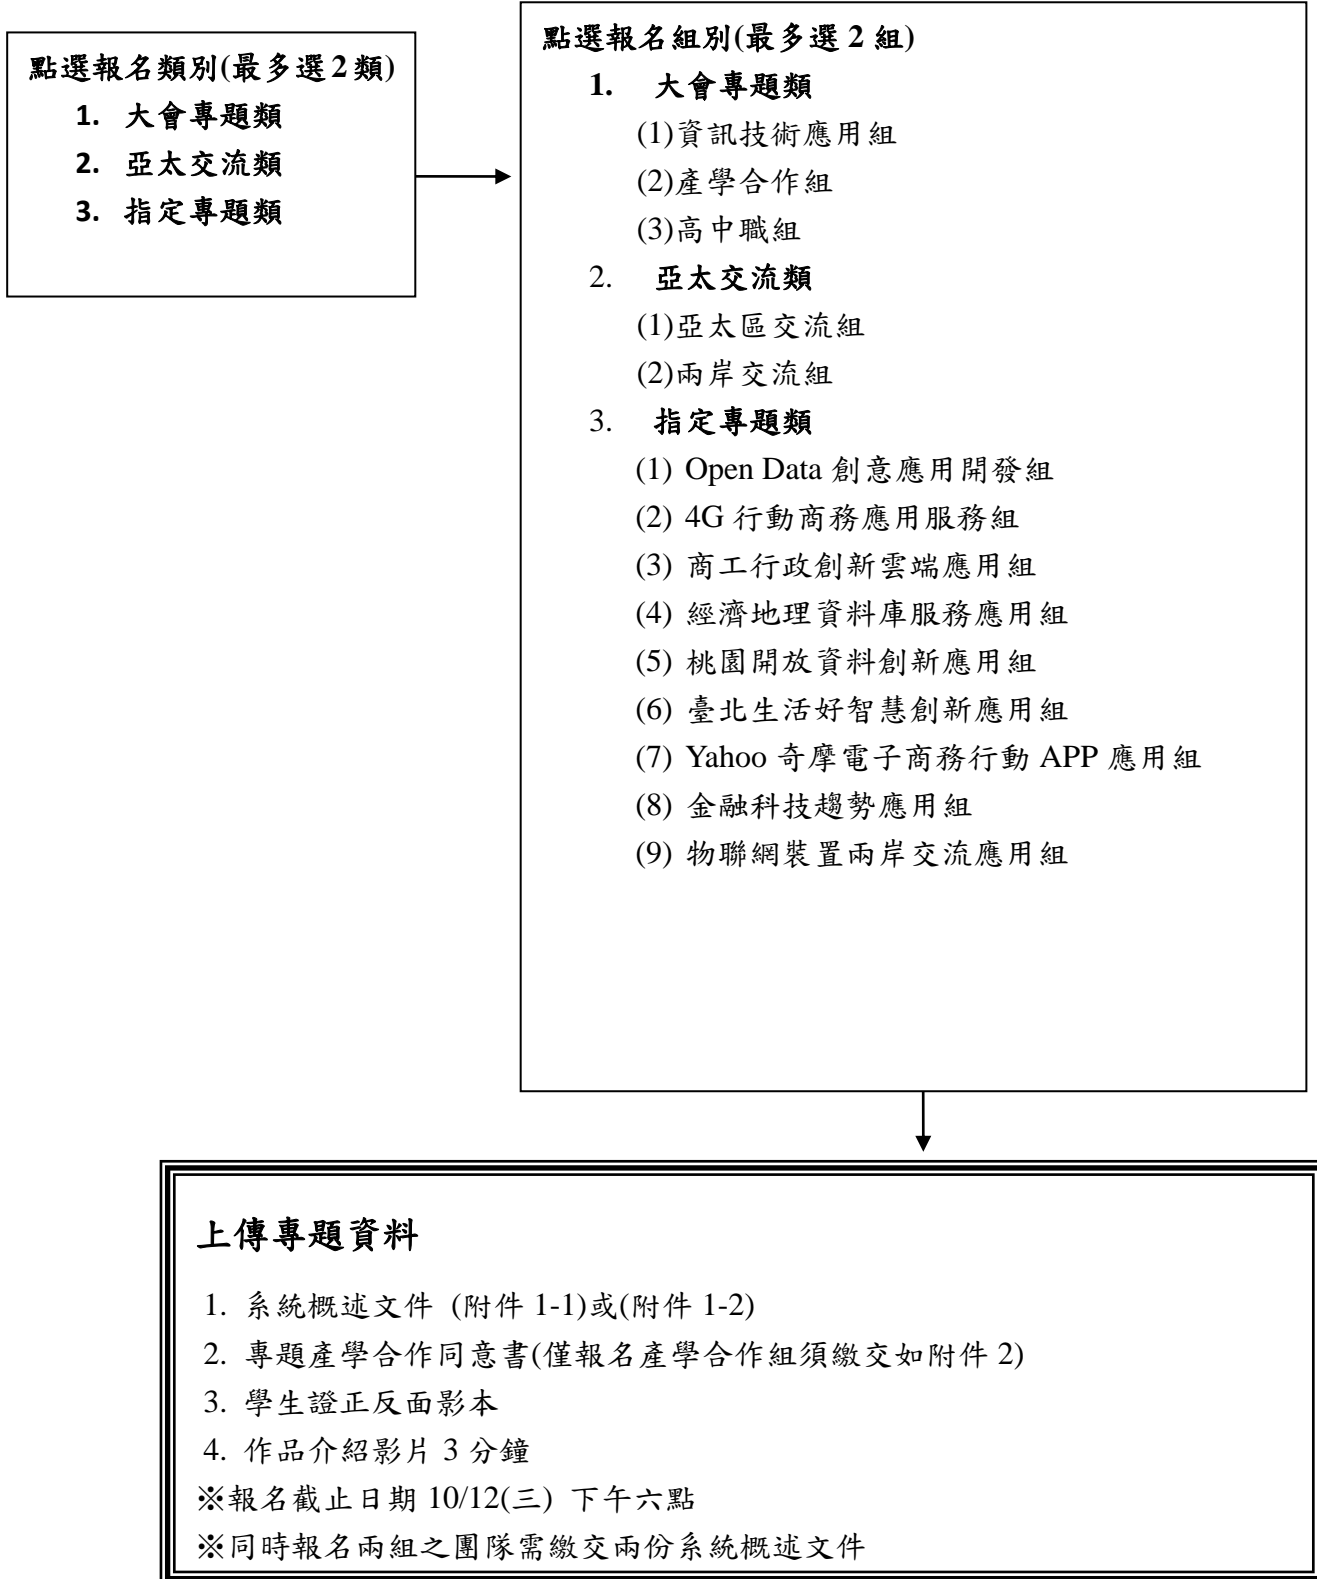 點選報名類別(最多選2類)
1. 大會專題類
2. 亞太交流類
3. 指定專題類
點選報名組別(最多選 2 組)
1. 大會專題類
(1)資訊技術應用組
(2)產學合作組
(3)高中職組
2. 亞太交流類
(1)亞太區交流組
(2)兩岸交流組
3. 指定專題類
(1) Open Data 創意應用開發組
(2) 4G 行動商務應用服務組
(3) 商工行政創新雲端應用組
(4) 經濟地理資料庫服務應用組
(5) 桃園開放資料創新應用組
(6) 臺北生活好智慧創新應用組
(7) Yahoo 奇摩電子商務行動 APP 應用組
(8) 金融科技趨勢應用組
(9) 物聯網裝置兩岸交流應用組
上傳專題資料
1. 系統概述文件 (附件 1-1)或(附件 1-2)
2. 專題產學合作同意書(僅報名產學合作組須繳交如附件 2)
3. 學生證正反面影本
4. 作品介紹影片 3 分鐘
※報名截止日期 10/12(三) 下午六點
※同時報名兩組之團隊需繳交兩份系統概述文件